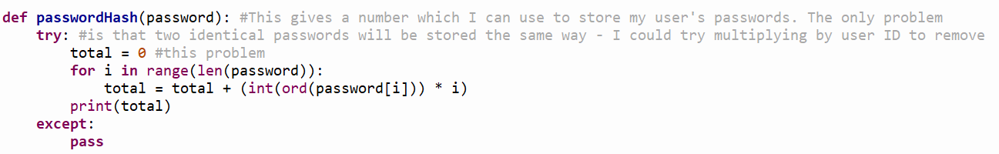 def passwordHash(password): #This gives a number which I can use to store my user's passwords. The only problem
    try: #is that two identical passwords will be stored the same way - I could try multiplying by user ID to remove
        total = 0 #this problem
        for i in range(len(password)):
            total = total + (int(ord(password[i])) * i)
        print(total)
    except:
        pass